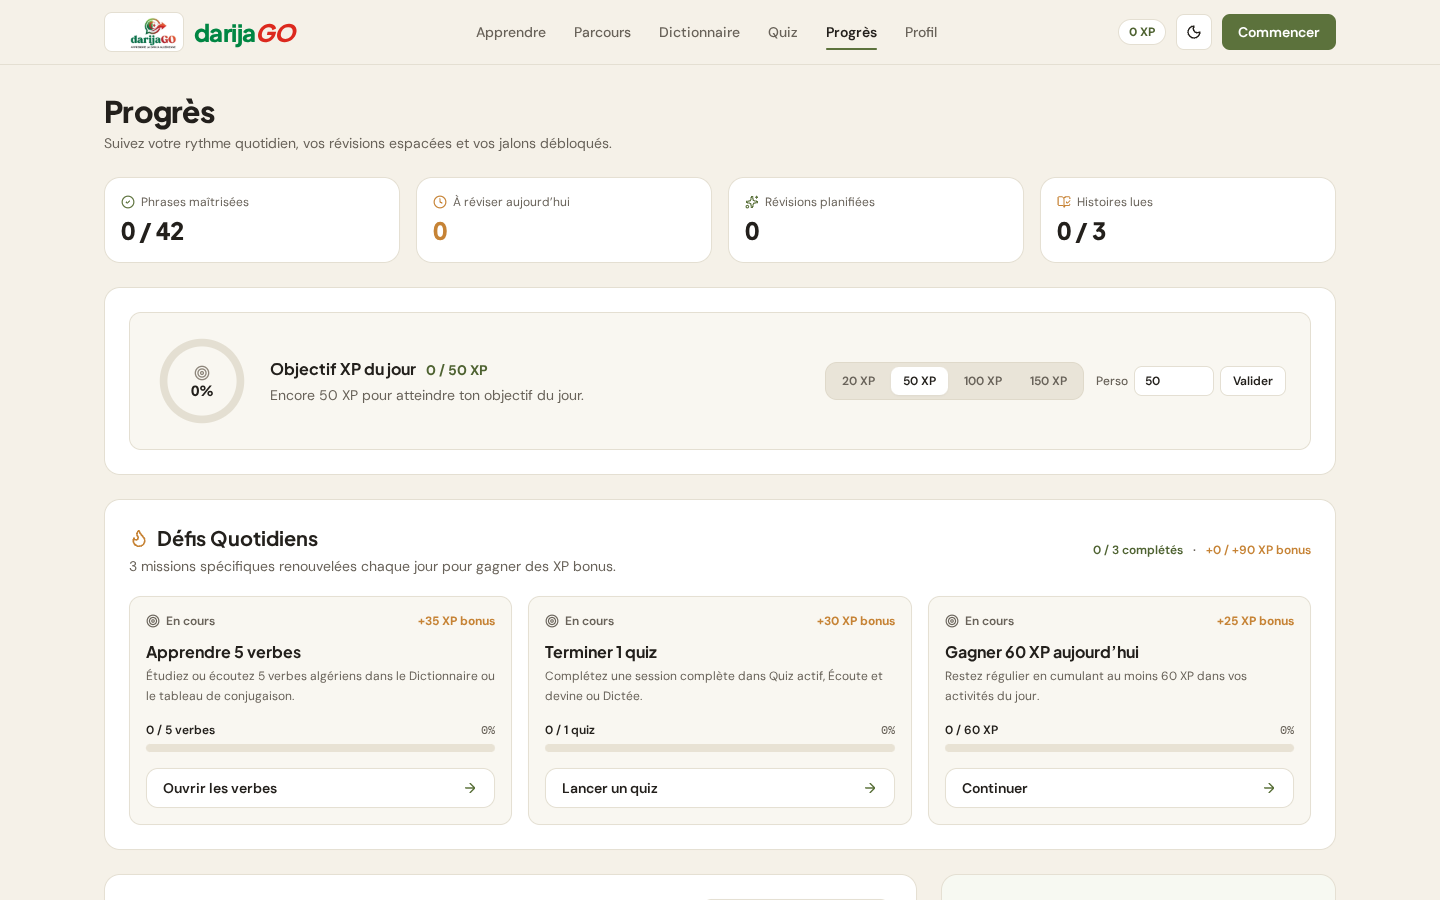 darijaGO
darijaGO
Apprendre
Parcours
Dictionnaire
Quiz
Progrès
Profil
0 XP
Commencer
Progrès
Suivez votre rythme quotidien, vos révisions espacées et vos jalons débloqués.
Phrases maîtrisées
0 / 42
À réviser aujourd’hui
0
Révisions planifiées
0
Histoires lues
0 / 3
0%
Objectif XP du jour 0 / 50 XP
Encore 50 XP pour atteindre ton objectif du jour.
20 XP
50 XP
100 XP
150 XP
Perso
50
Valider
Défis Quotidiens
3 missions spécifiques renouvelées chaque jour pour gagner des XP bonus.
0 / 3 complétés · +0 / +90 XP bonus
En cours
+35 XP bonus
Apprendre 5 verbes
Étudiez ou écoutez 5 verbes algériens dans le Dictionnaire ou
le tableau de conjugaison.
0 / 5 verbes
0%
Ouvrir les verbes
En cours
+30 XP bonus
Terminer 1 quiz
Complétez une session complète dans Quiz actif, Écoute et
devine ou Dictée.
0 / 1 quiz
0%
Lancer un quiz
En cours
+25 XP bonus
Gagner 60 XP aujourd’hui
Restez régulier en cumulant au moins 60 XP dans vos
activités du jour.
0 / 60 XP
0%
Continuer